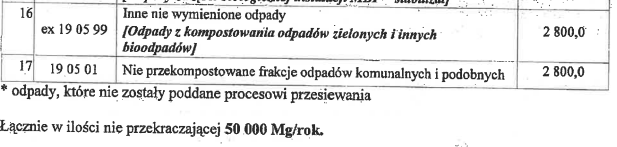 16
ex 19 05 99
Inne nie wymienione odpady
[Odpady z kompostowania odpadów zielonych i innych
bioodpadów]
2 800,0
17 19 05 01 Nie przekompostowane frakcje odpadów komunalnych i podobnych 2 800,0
* odpady, które nie zostały poddane procesowi przesiewania
Łącznie w ilości nie przekraczającej 50 000 Mg/rok.